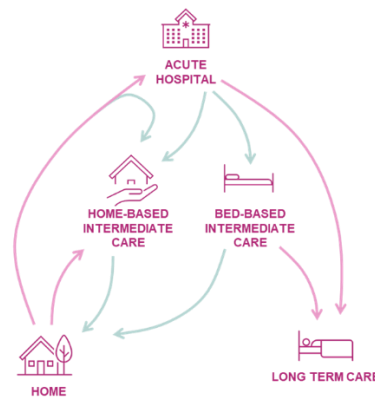 ACUTE
HOSPITAL
HOME-BASED
INTERMEDIATE
CARE
BED-BASED
INTERMEDIATE
CARE
HOME
LONG TERM CARE